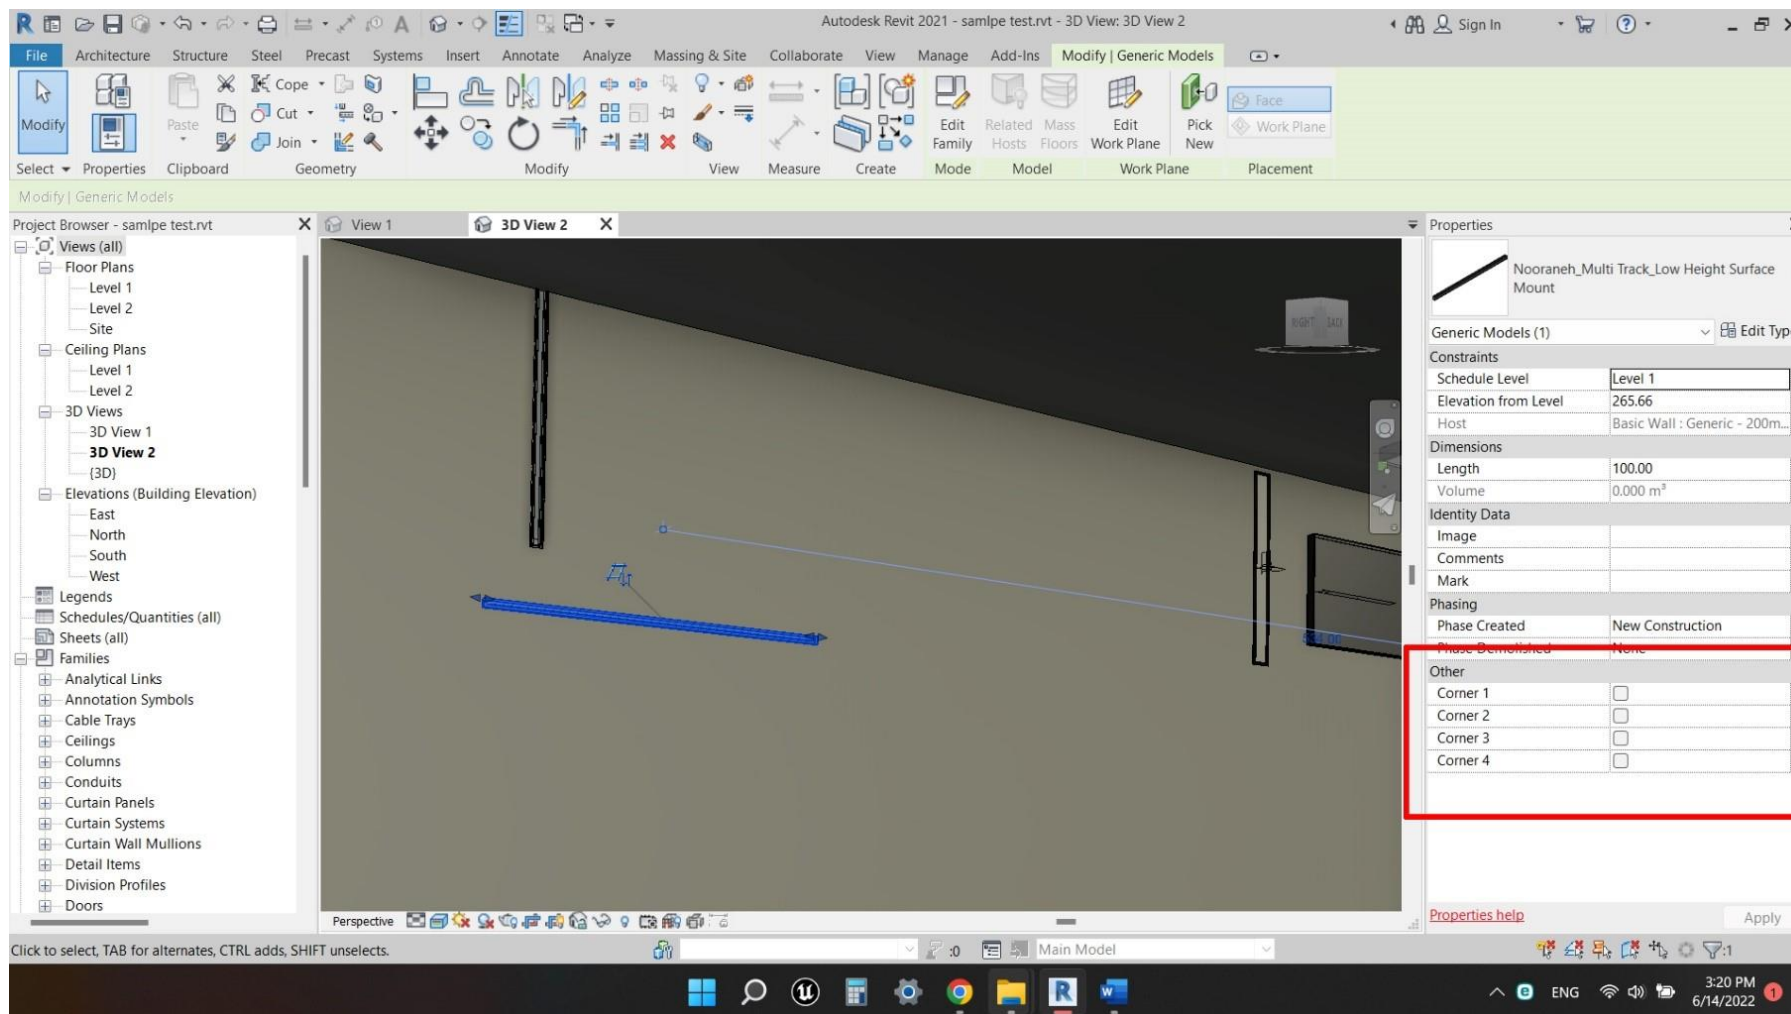 Autodesk Revit 2021 - samlpe test.rvt - 3D View: 3D View 2
Sign In
File Architecture Structure Steel Precast Systems Insert Annotate Analyze Massing & Site Collaborate View Manage Add-Ins Modify | Generic Models
Modify
Paste
Cope
Cut
Join
Edit Family
Related Hosts
Mass Floors
Edit Work Plane
Pick New
Face
Work Plane
Select Properties Clipboard Geometry Modify View Measure Create Mode Model Work Plane Placement
Modify | Generic Models
Project Browser - samlpe test.rvt
Views (all)
Floor Plans
Level 1
Level 2
Site
Ceiling Plans
Level 1
Level 2
3D Views
3D View 1
3D View 2
{3D}
Elevations (Building Elevation)
East
North
South
West
Legends
Schedules/Quantities (all)
Sheets (all)
Families
Analytical Links
Annotation Symbols
Cable Trays
Ceilings
Columns
Conduits
Curtain Panels
Curtain Systems
Curtain Wall Mullions
Detail Items
Division Profiles
Doors
View 1
3D View 2
RIGHT BACK
Perspective
Properties
Nooraneh_Multi Track_Low Height Surface
Mount
Generic Models (1) Edit Typ
Constraints
Schedule Level Level 1
Elevation from Level 265.66
Host Basic Wall : Generic - 200m...
Dimensions
Length 100.00
Volume 0.000 m³
Identity Data
Image
Comments
Mark
Phasing
Phase Created New Construction
Phase Demolished None
Other
Corner 1
Corner 2
Corner 3
Corner 4
Properties help Apply
Click to select, TAB for alternates, CTRL adds, SHIFT unselects.
:0
Main Model
:1
ENG
3:20 PM
6/14/2022
1